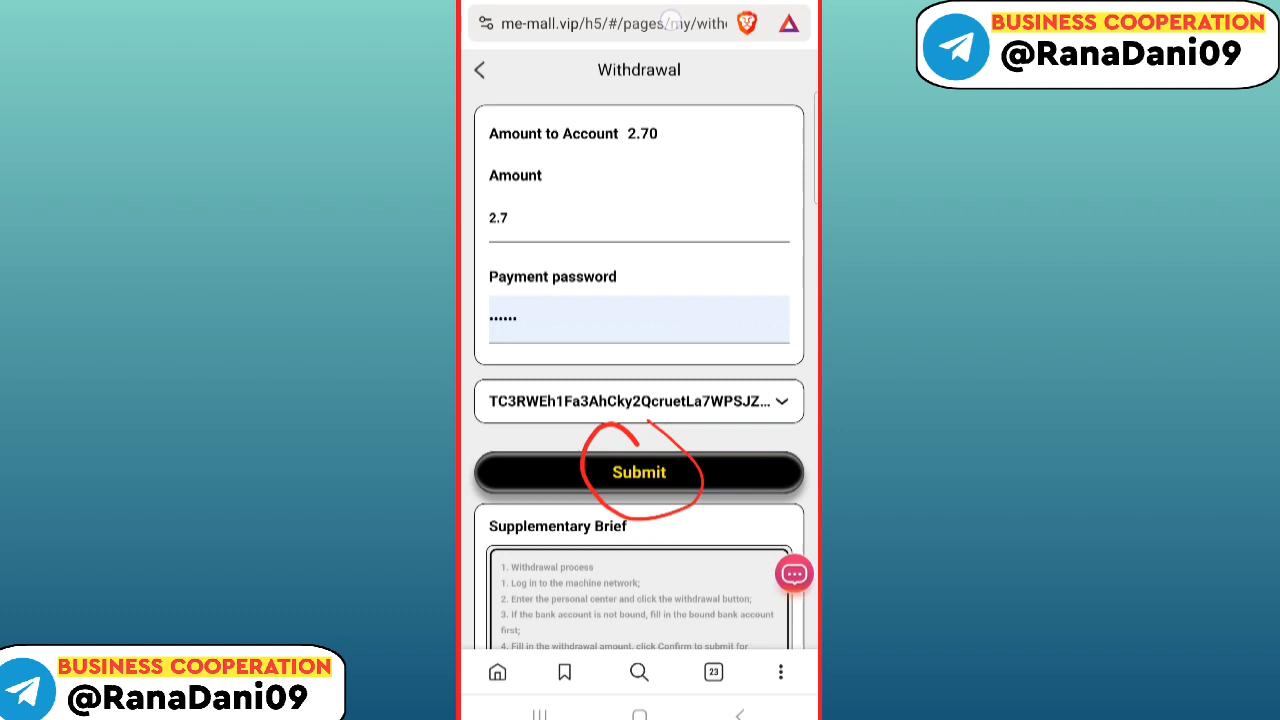 me-mall.vip/h5/#/pages/my/with
BUSINESS COOPERATION
@RanaDani09
Withdrawal
Amount to Account 2.70
Amount
2.7
Payment password
••••••
TC3RWEh1Fa3AhCky2QcruetLa7WPSJZ...
Submit
Supplementary Brief
1. Withdrawal process
1. Log in to the machine network;
2. Enter the personal center and click the withdrawal button;
3. If the bank account is not bound, fill in the bound bank account
first;
4. Fill in the withdrawal amount, click Confirm to submit for
23
BUSINESS COOPERATION
@RanaDani09